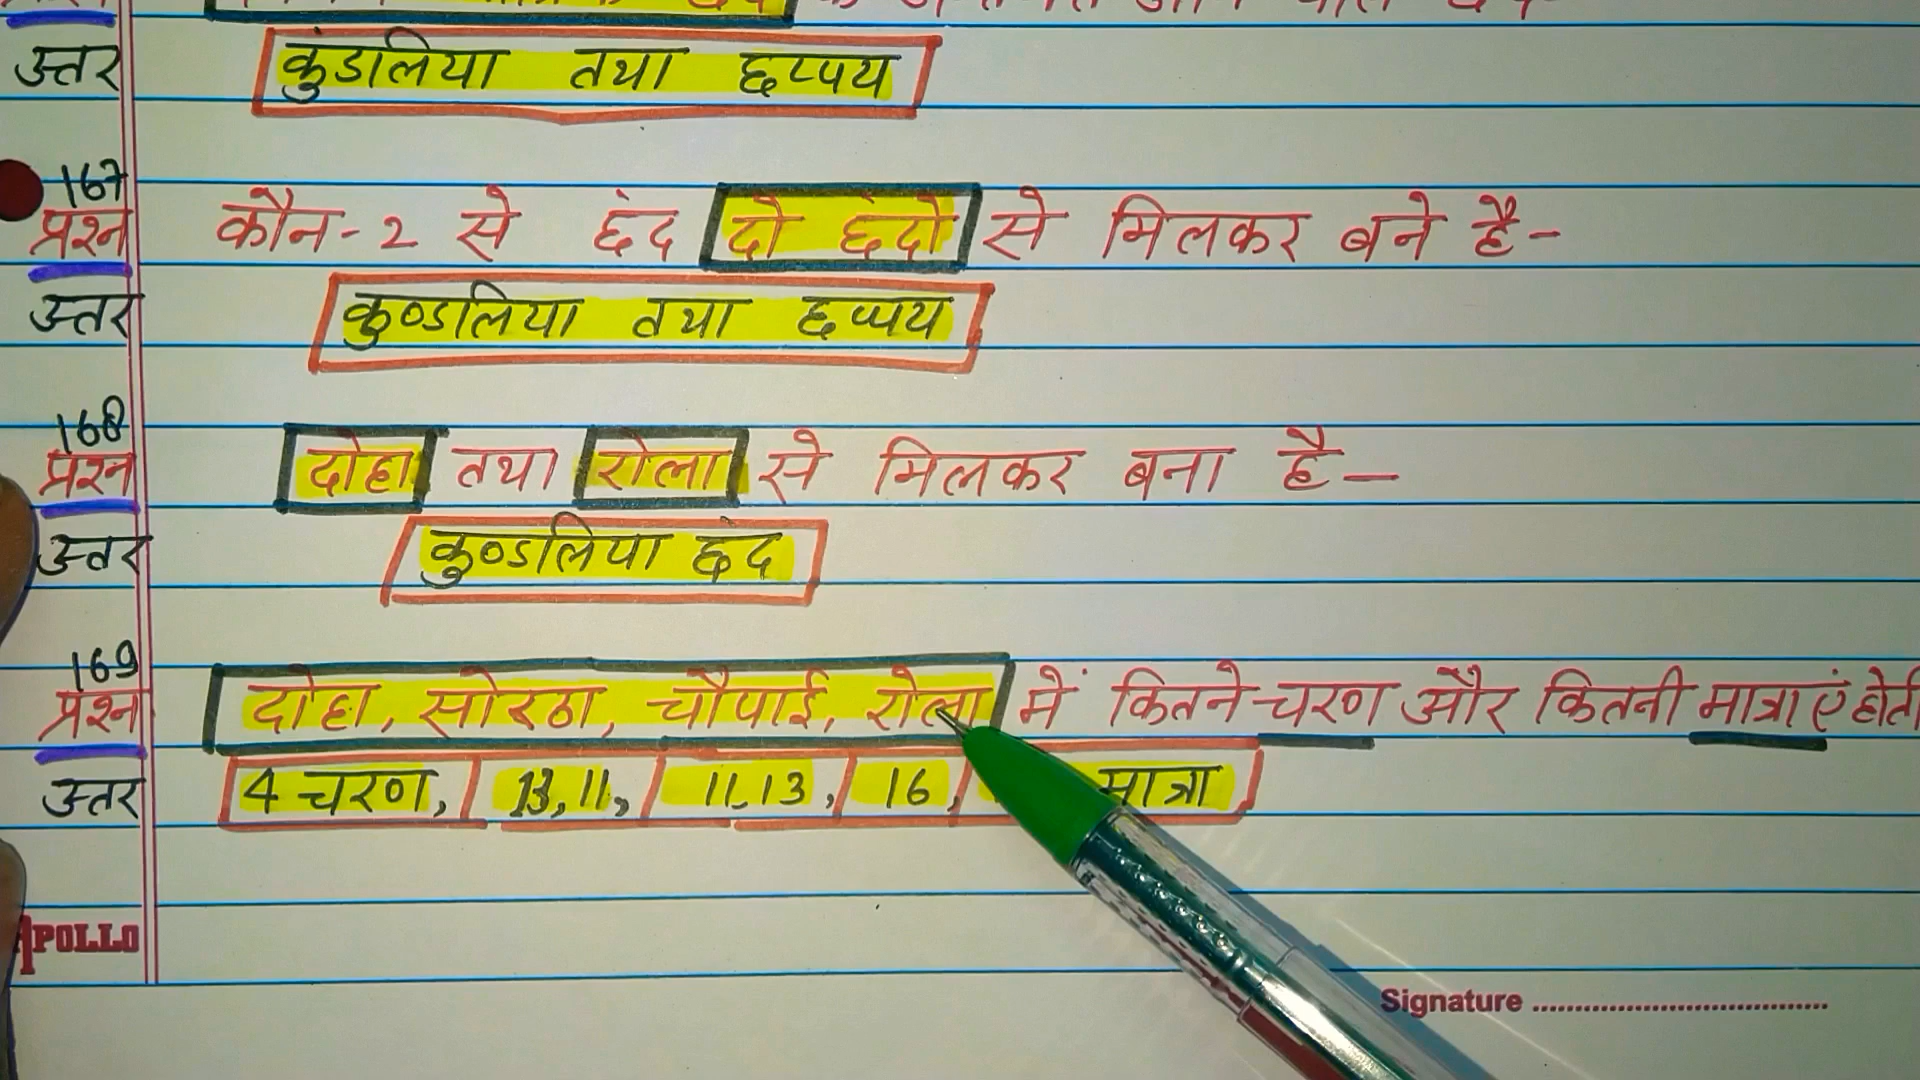 उत्तर कुंडलिया तथा छप्पय
167
प्रश्न कौन-2 से छंद दो छंदो से मिलकर बने है-
उत्तर कुण्डलिया तथा छप्पय
168
प्रश्न दोहा तथा रोला से मिलकर बना है-
उत्तर कुण्डलिया छंद
169
प्रश्न दोहा, सोरठा, चौपाई, रोला में कितने चरण और कितनी मात्राएं होती
उत्तर 4 चरण, 13,11, 11,13, 16, मात्रा
APOLLO
Signature ....................................